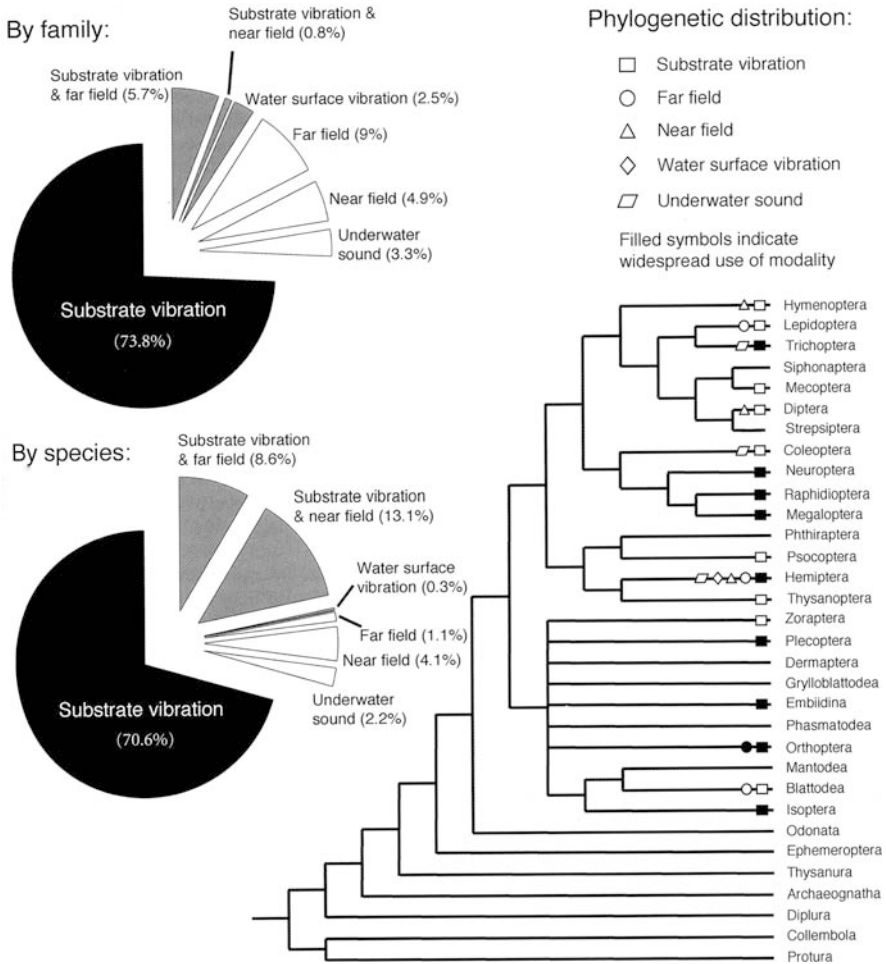 By family:
Substrate vibration &
near field (0.8%)
Substrate vibration
& far field (5.7%)
Water surface vibration (2.5%)
Far field (9%)
Near field (4.9%)
Underwater
sound (3.3%)
Substrate vibration
(73.8%)
By species:
Substrate vibration
& far field (8.6%)
Substrate vibration
& near field (13.1%)
Water surface
vibration (0.3%)
Far field (1.1%)
Near field (4.1%)
Underwater
sound (2.2%)
Substrate vibration
(70.6%)
Phylogenetic distribution:
Substrate vibration
Far field
Near field
Water surface vibration
Underwater sound
Filled symbols indicate
widespread use of modality
Hymenoptera
Lepidoptera
Trichoptera
Siphonaptera
Mecoptera
Diptera
Strepsiptera
Coleoptera
Neuroptera
Raphidioptera
Megaloptera
Phthiraptera
Psocoptera
Hemiptera
Thysanoptera
Zoraptera
Plecoptera
Dermaptera
Grylloblattodea
Embiidina
Phasmatodea
Orthoptera
Mantodea
Blattodea
Isoptera
Odonata
Ephemeroptera
Thysanura
Archaeognatha
Diplura
Collembola
Protura